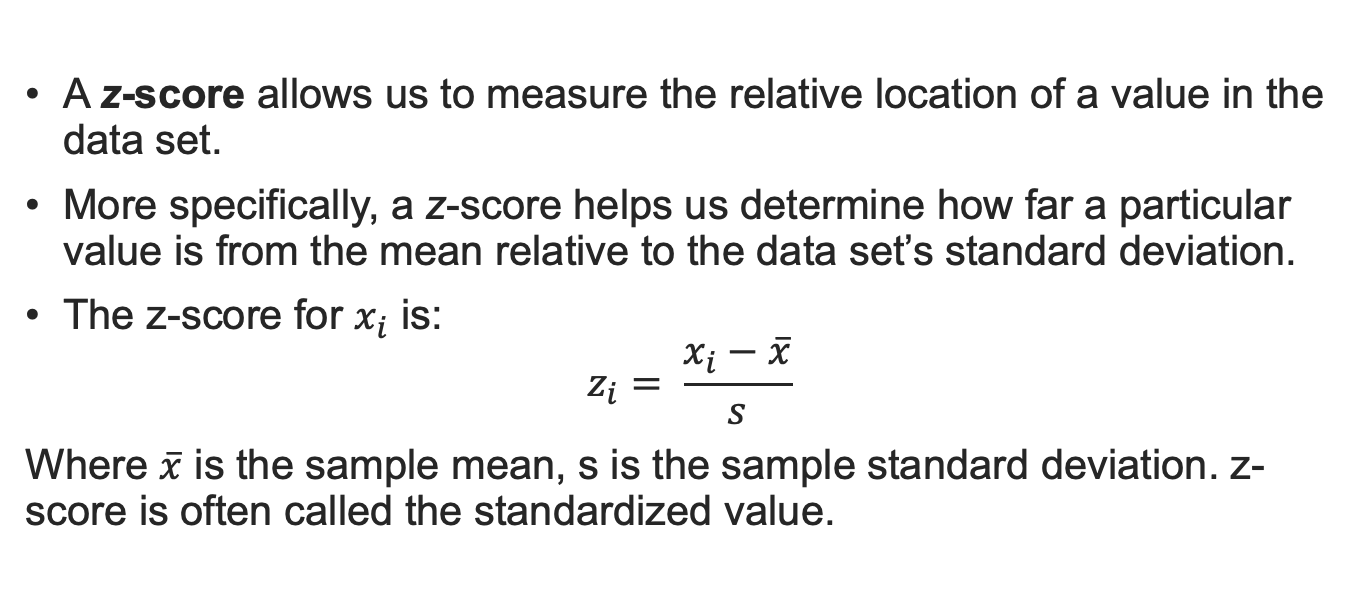 • A z-score allows us to measure the relative location of a value in the
data set.
• More specifically, a z-score helps us determine how far a particular
value is from the mean relative to the data set’s standard deviation.
• The z-score for xᵢ is:
zᵢ = (xᵢ − x̄) / s
Where x̄ is the sample mean, s is the sample standard deviation. z-
score is often called the standardized value.